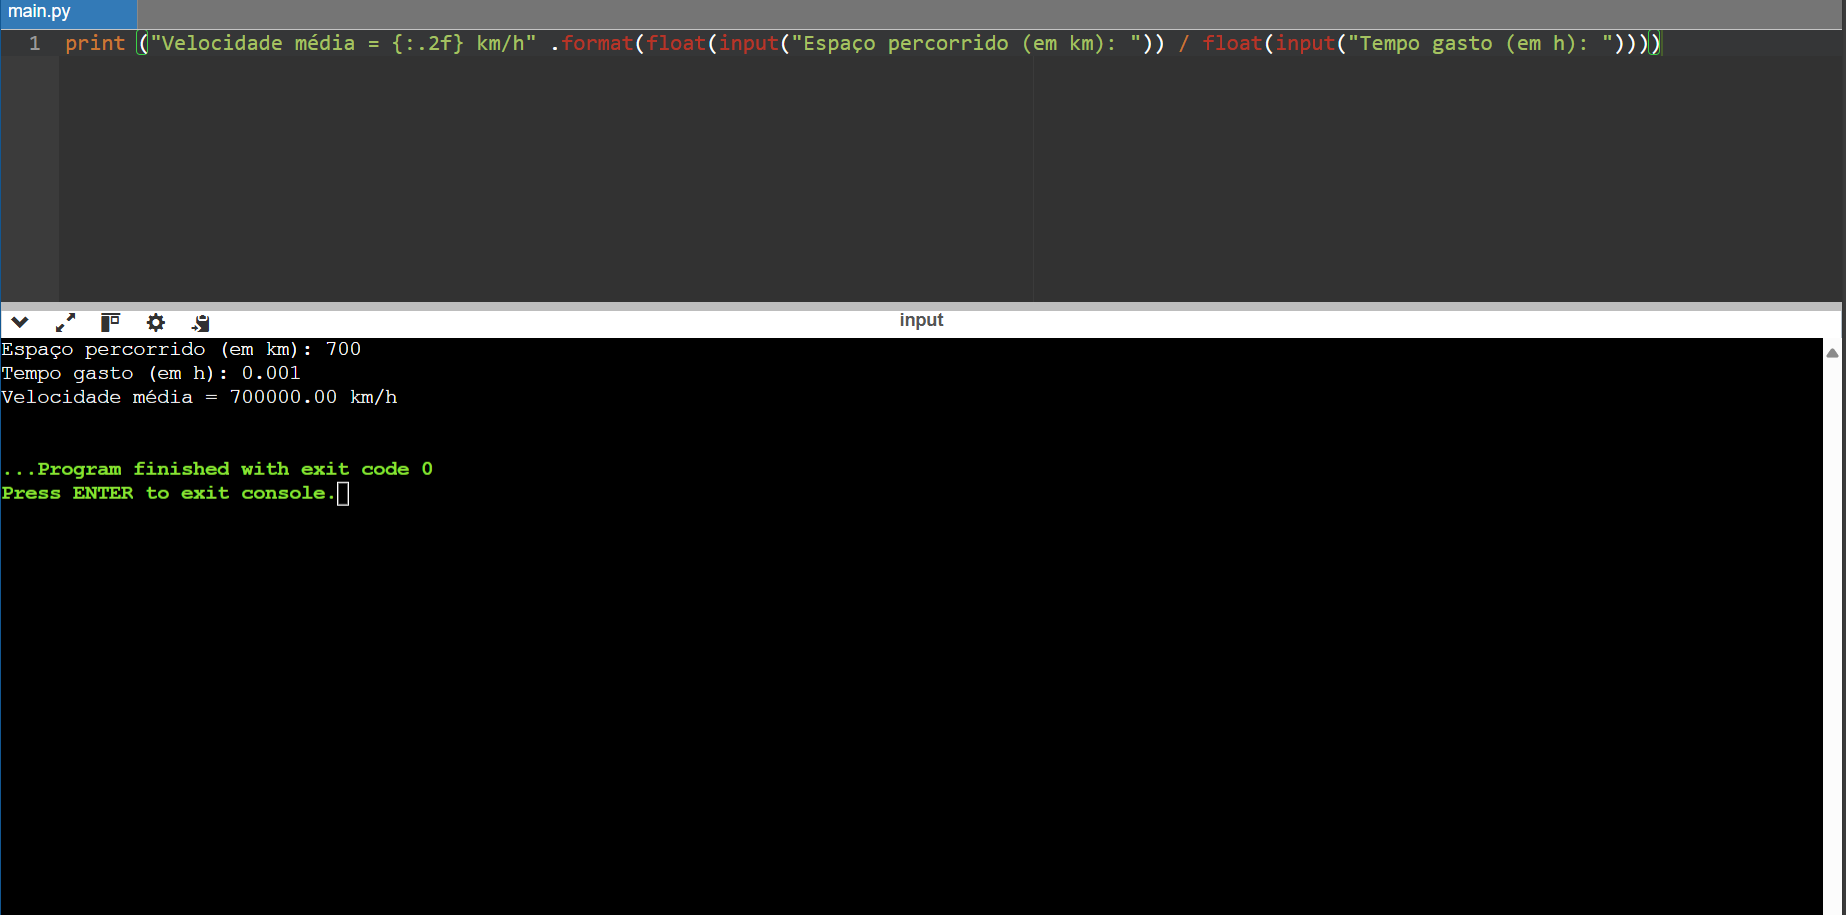 main.py
1 print ("Velocidade média = {:.2f} km/h" .format(float(input("Espaço percorrido (em km): ")) / float(input("Tempo gasto (em h): "))))
input
Espaço percorrido (em km): 700
Tempo gasto (em h): 0.001
Velocidade média = 700000.00 km/h
...Program finished with exit code 0
Press ENTER to exit console.